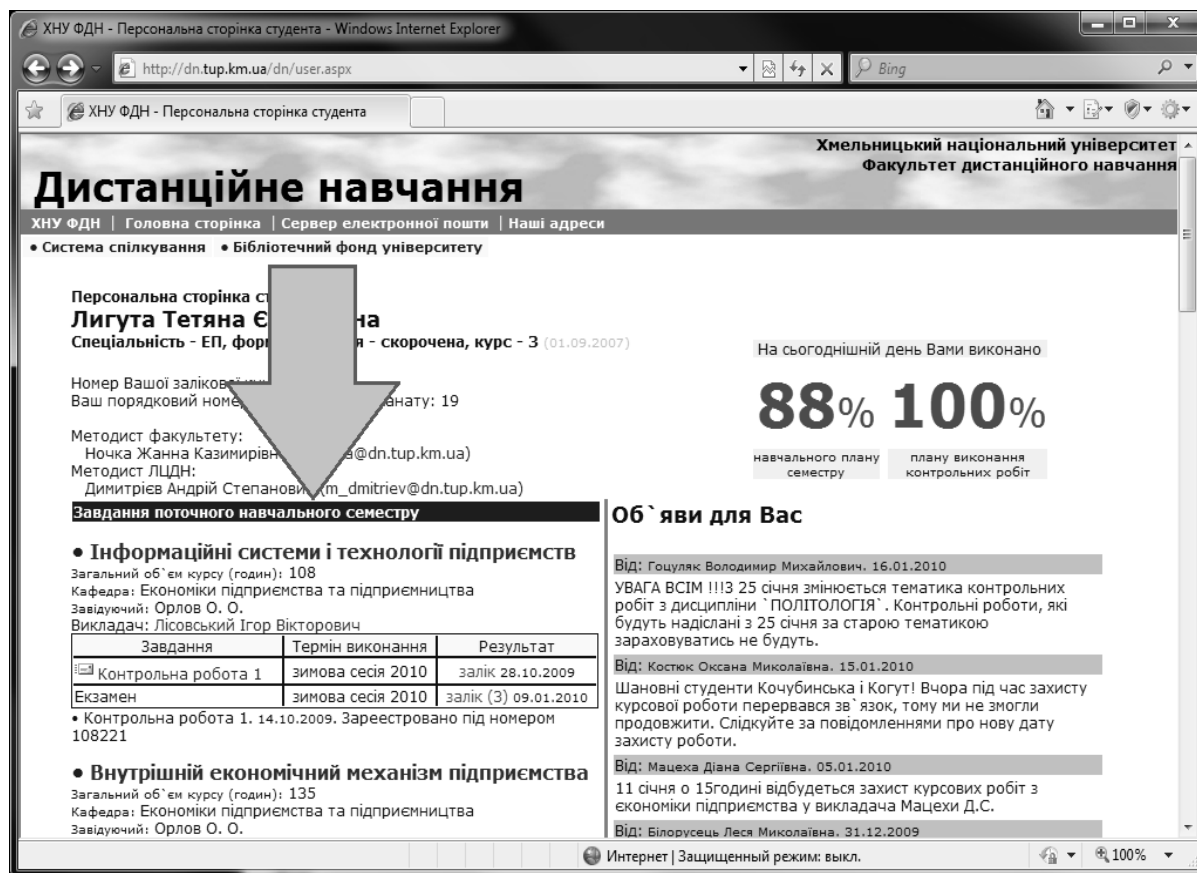 ХНУ ФДН - Персональна сторінка студента - Windows Internet Explorer
http://dn.tup.km.ua/dn/user.aspx
Bing
ХНУ ФДН - Персональна сторінка студента
Хмельницький національний університет
Факультет дистанційного навчання
Дистанційне навчання
ХНУ ФДН | Головна сторінка | Сервер електронної пошти | Наші адреси
• Система спілкування • Бібліотечний фонд університету
Персональна сторінка
Лигута Тетяна
Спеціальність - ЕП, - скорочена, курс - 3 (01.09.2007)
Номер Вашої
Ваш порядковий 19
Методист факультету:
Ночка Жанна @dn.tup.km.ua)
Методист ЛЦДН:
Димитрієв Андрій (m_dmitriev@dn.tup.km.ua)
На сьогоднішній день Вами виконано
88% 100%
навчального плану семестру
плану виконання контрольних робіт
Завдання поточного навчального семестру
• Інформаційні системи і технології підприємств
Загальний об`єм курсу (годин): 108
Кафедра: Економіки підприємства та підприємництва
Завідуючий: Орлов О. О.
Викладач: Лісовський Ігор Вікторович
Завдання Термін виконання Результат
Контрольна робота 1 зимова сесія 2010 залік 28.10.2009
Екзамен зимова сесія 2010 залік (3) 09.01.2010
• Контрольна робота 1. 14.10.2009. Зареєстровано під номером
108221
• Внутрішній економічний механізм підприємства
Загальний об`єм курсу (годин): 135
Кафедра: Економіки підприємства та підприємництва
Завідуючий: Орлов О. О.
Об`яви для Вас
Від: Гоцуляк Володимир Михайлович. 16.01.2010
УВАГА ВСІМ !!!З 25 січня змінюється тематика контрольних
робіт з дисципліни `ПОЛІТОЛОГІЯ`. Контрольні роботи, які
будуть надіслані з 25 січня за старою тематикою
зараховуватись не будуть.
Від: Костюк Оксана Миколаївна. 15.01.2010
Шановні студенти Кочубинська і Когут! Вчора під час захисту
курсової роботи перервався зв`язок, тому ми не змогли
продовжити. Слідкуйте за повідомленнями про нову дату
захисту роботи.
Від: Мацеха Діана Сергіївна. 05.01.2010
11 січня о 15годині відбудеться захист курсових робіт з
економіки підприємства у викладача Мацехи Д.С.
Від: Білорусець Леся Миколаївна. 31.12.2009
Интернет | Защищенный режим: выкл.
100%